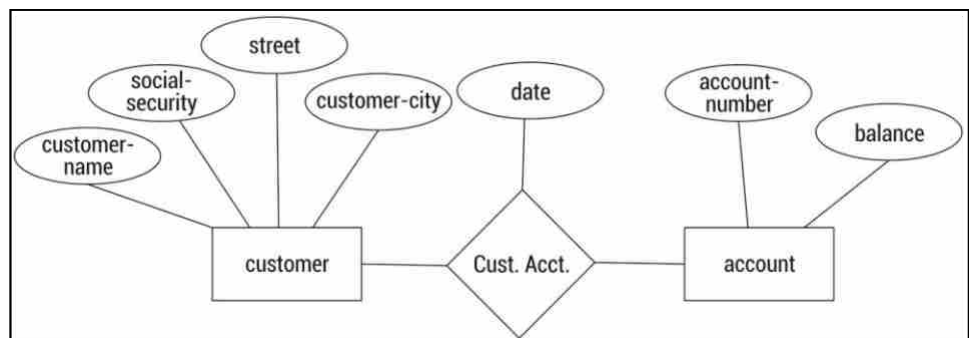 street
social-
security
customer-city
date
account-
number
customer-
name
balance
customer
Cust. Acct.
account